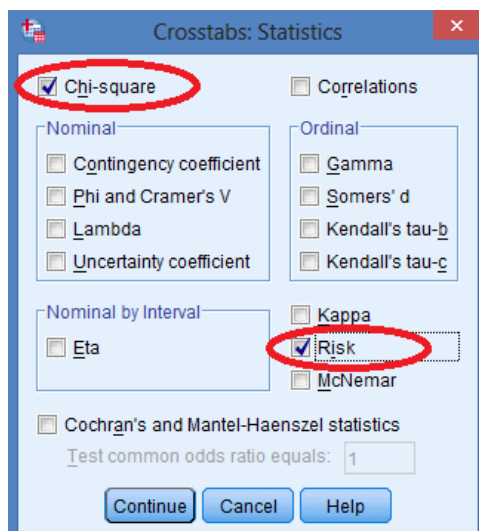 Crosstabs: Statistics
Chi-square
Correlations
Nominal
Contingency coefficient
Phi and Cramer's V
Lambda
Uncertainty coefficient
Ordinal
Gamma
Somers' d
Kendall's tau-b
Kendall's tau-c
Nominal by Interval
Eta
Kappa
Risk
McNemar
Cochran's and Mantel-Haenszel statistics
Test common odds ratio equals: 1
Continue Cancel Help